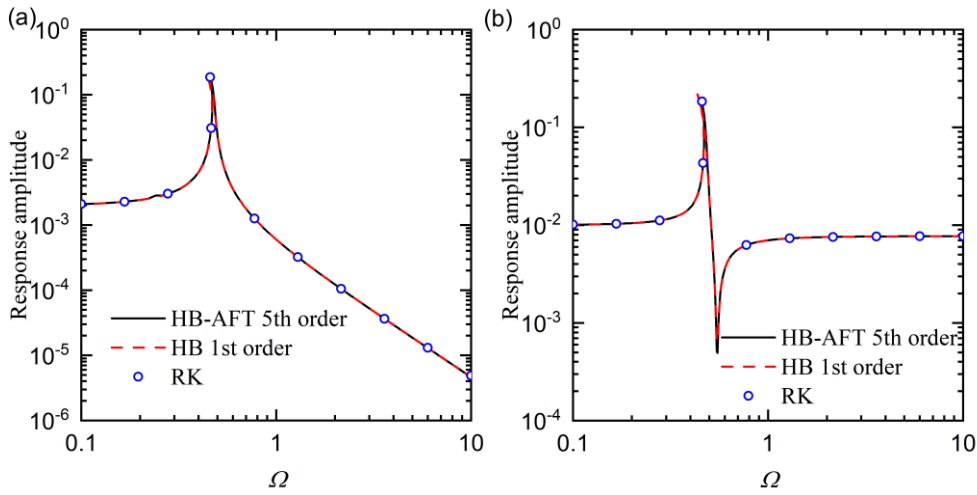 (a)
10^0
10^-1
10^-2
10^-3
10^-4
10^-5
10^-6
Response amplitude
HB-AFT 5th order
HB 1st order
RK
0.1
1
10
Ω
(b)
10^0
10^-1
10^-2
10^-3
10^-4
Response amplitude
HB-AFT 5th order
HB 1st order
RK
0.1
1
10
Ω